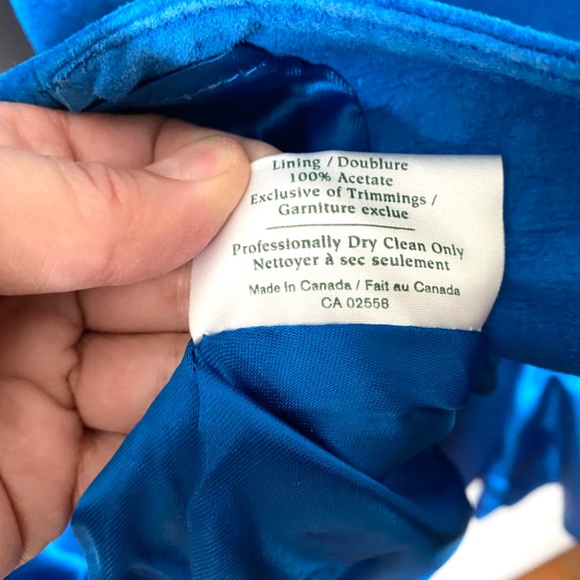 Lining / Doublure
100% Acetate
Exclusive of Trimmings /
Garniture exclue
Professionally Dry Clean Only
Nettoyer à sec seulement
Made in Canada / Fait au Canada
CA 02556